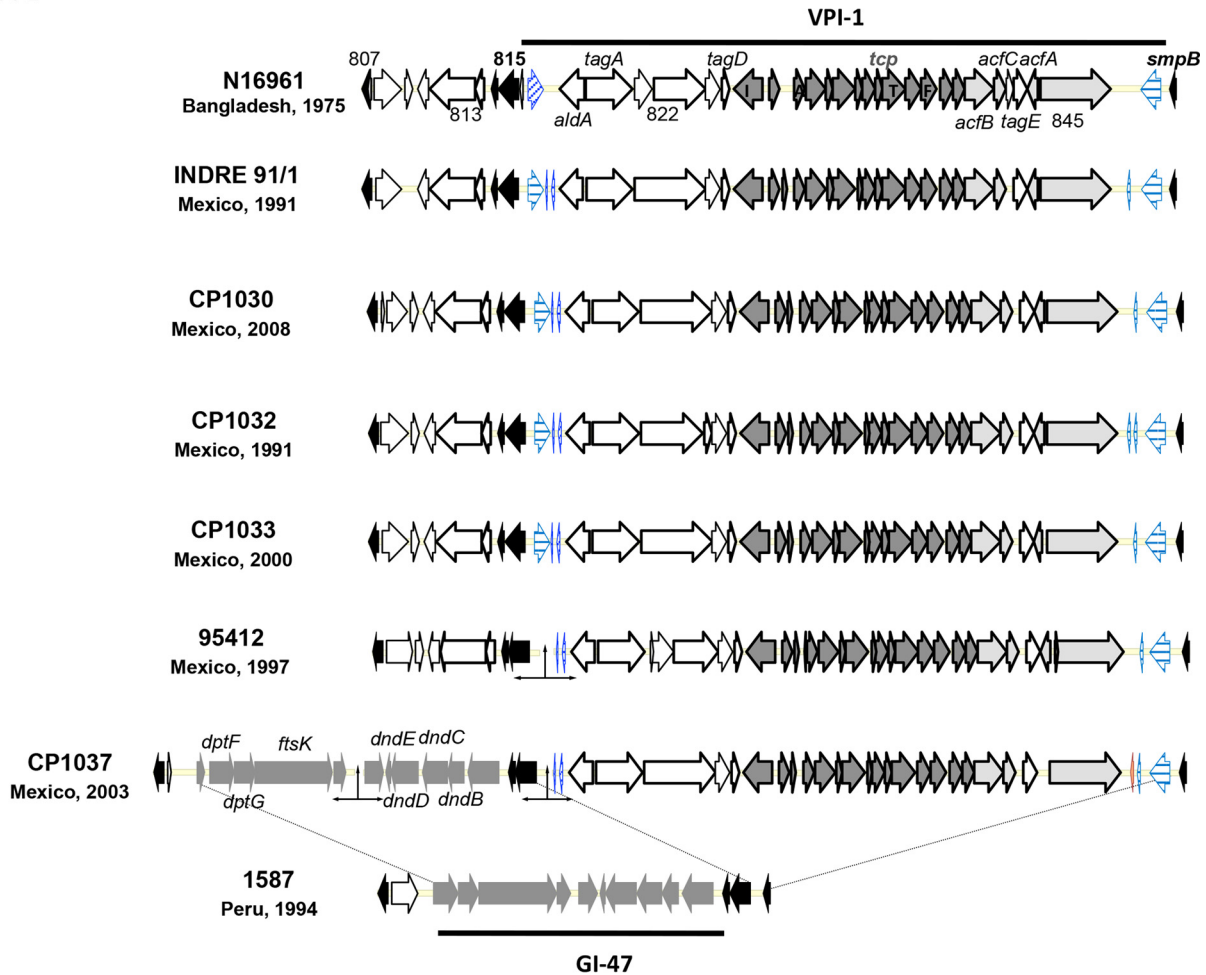 VPI-1
807 815 tagA tagD tcp acfC acfA smpB
N16961
Bangladesh, 1975
I A T F
813 aldA 822 acfB tagE 845
INDRE 91/1
Mexico, 1991
CP1030
Mexico, 2008
CP1032
Mexico, 1991
CP1033
Mexico, 2000
95412
Mexico, 1997
dptF ftsK dndE dndC
CP1037
Mexico, 2003
dptG dndD dndB
1587
Peru, 1994
GI-47